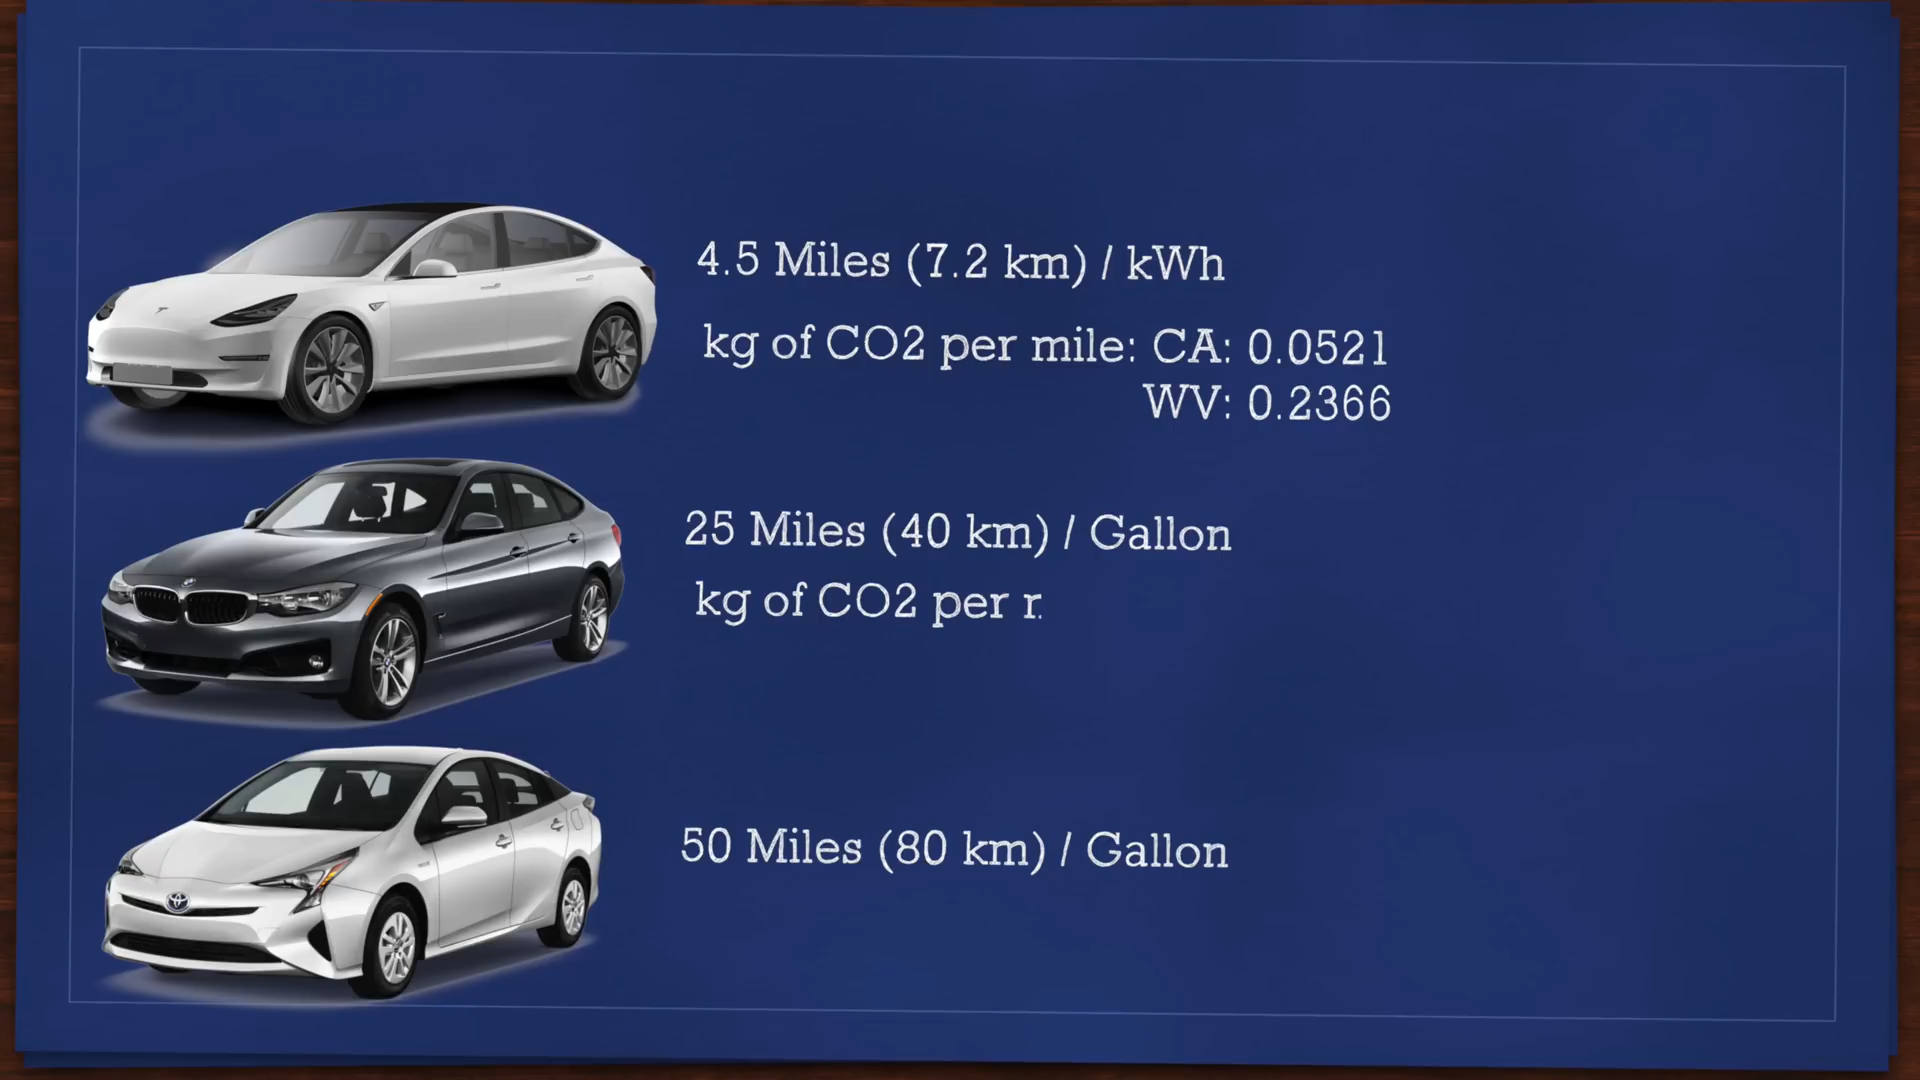 4.5 Miles (7.2 km) / kWh
kg of CO2 per mile: CA: 0.0521
WV: 0.2366
25 Miles (40 km) / Gallon
kg of CO2 per
50 Miles (80 km) / Gallon